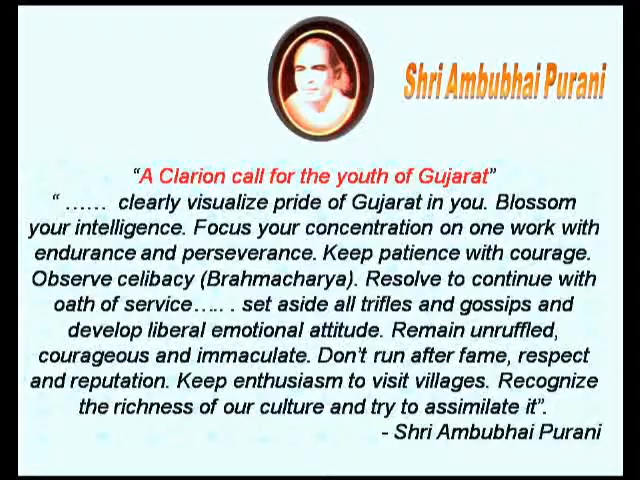 Shri Ambubhai Purani
“A Clarion call for the youth of Gujarat”
“ ...... clearly visualize pride of Gujarat in you. Blossom
your intelligence. Focus your concentration on one work with
endurance and perseverance. Keep patience with courage.
Observe celibacy (Brahmacharya). Resolve to continue with
oath of service….. . set aside all trifles and gossips and
develop liberal emotional attitude. Remain unruffled,
courageous and immaculate. Don’t run after fame, respect
and reputation. Keep enthusiasm to visit villages. Recognize
the richness of our culture and try to assimilate it”.
- Shri Ambubhai Purani